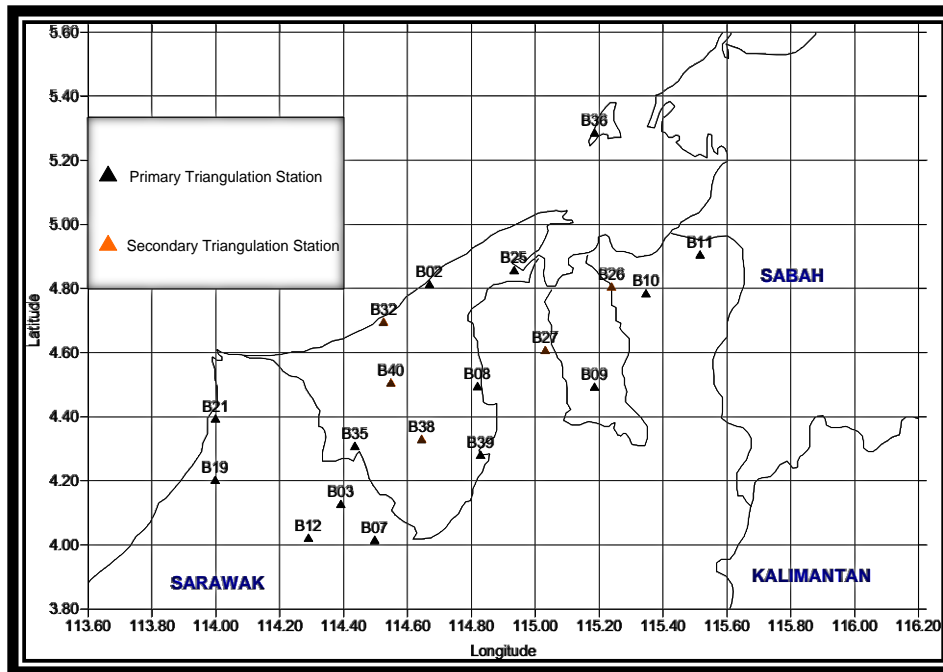 5.60
5.40
B36
Primary Triangulation Station
5.20
5.00
Secondary Triangulation Station
B25
B11
B02
B26
B10
SABAH
4.80
B32
Latitude
B27
4.60
B40
B08
B09
B21
4.40
B35
B38
B39
B19
4.20
B03
B12
B07
4.00
SARAWAK
KALIMANTAN
3.80
113.60 113.80 114.00 114.20 114.40 114.60 114.80 115.00 115.20 115.40 115.60 115.80 116.00 116.20
Longitude